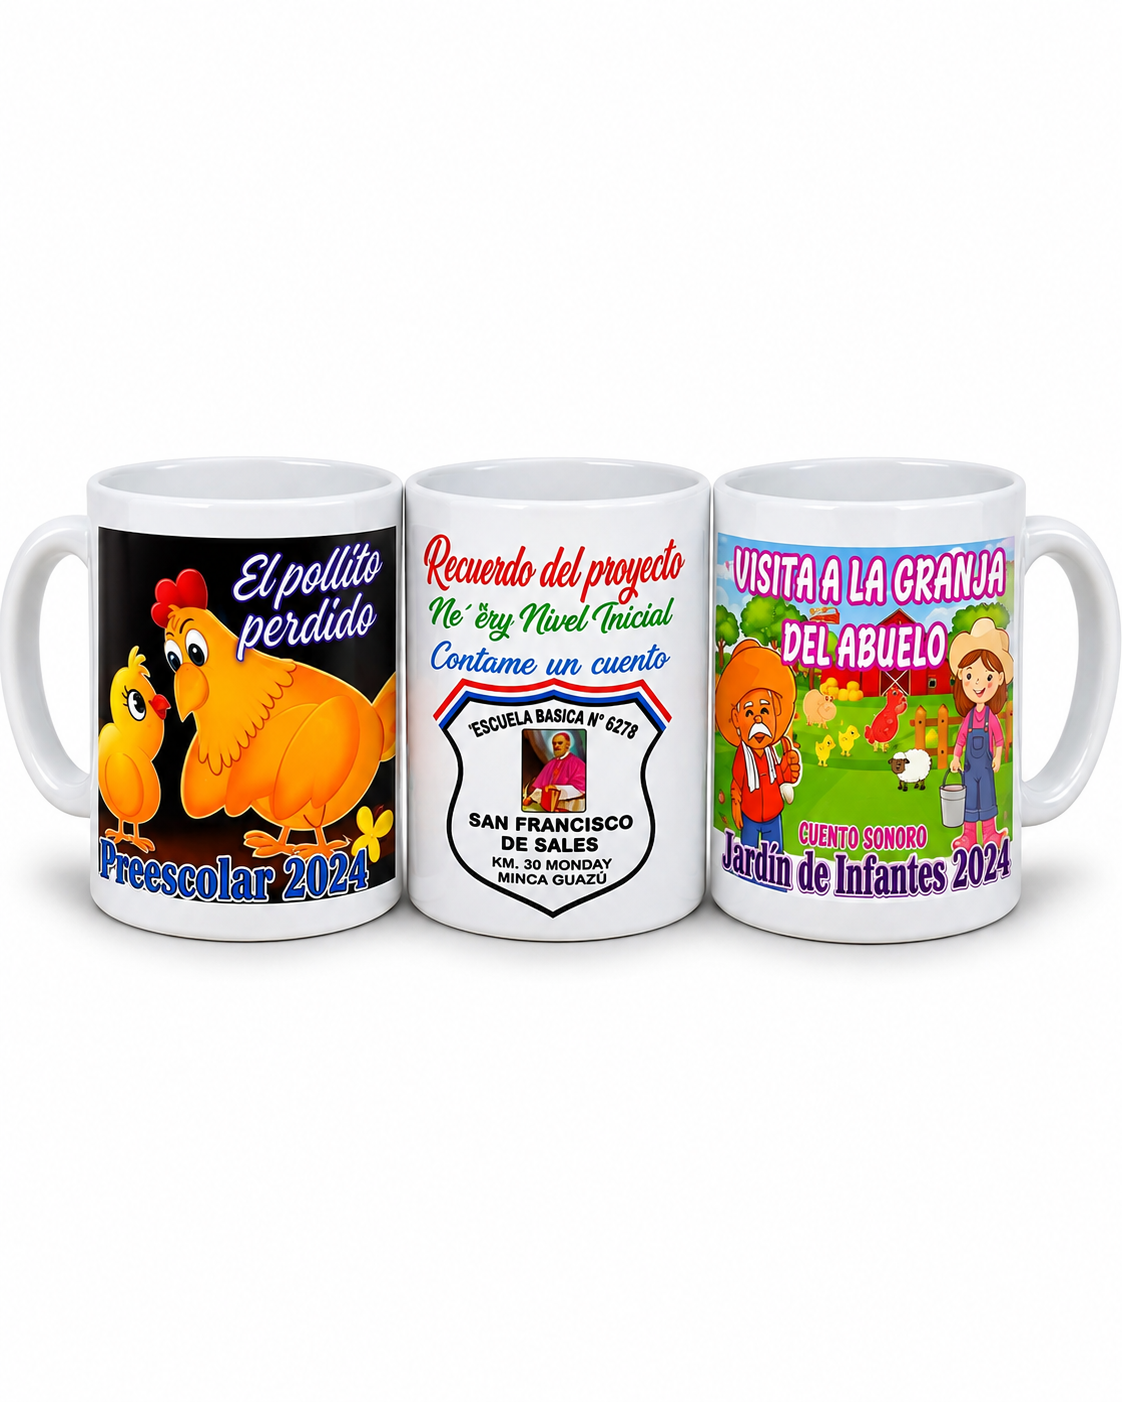 El pollito
perdido
Preescolar 2024
Recuerdo del proyecto
Ne´ ẽry Nivel Inicial
Contame un cuento
'ESCUELA BASICA N° 6278
SAN FRANCISCO
DE SALES
KM. 30 MONDAY
MINGA GUAZÚ
VISITA A LA GRANJA
DEL ABUELO
CUENTO SONORO
Jardín de Infantes 2024